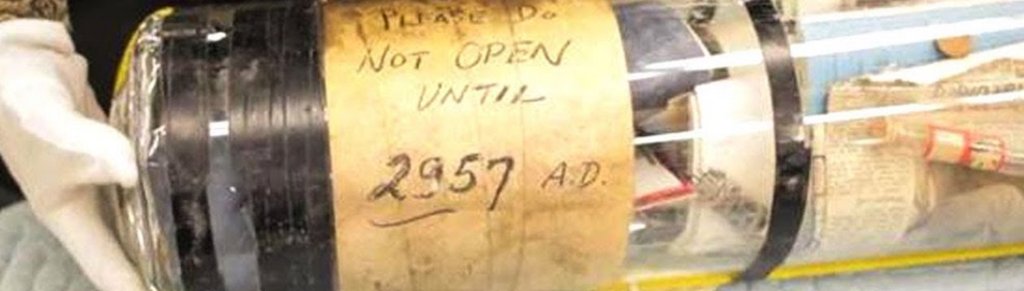 PLEASE DO
NOT OPEN
UNTIL
2957 A.D.